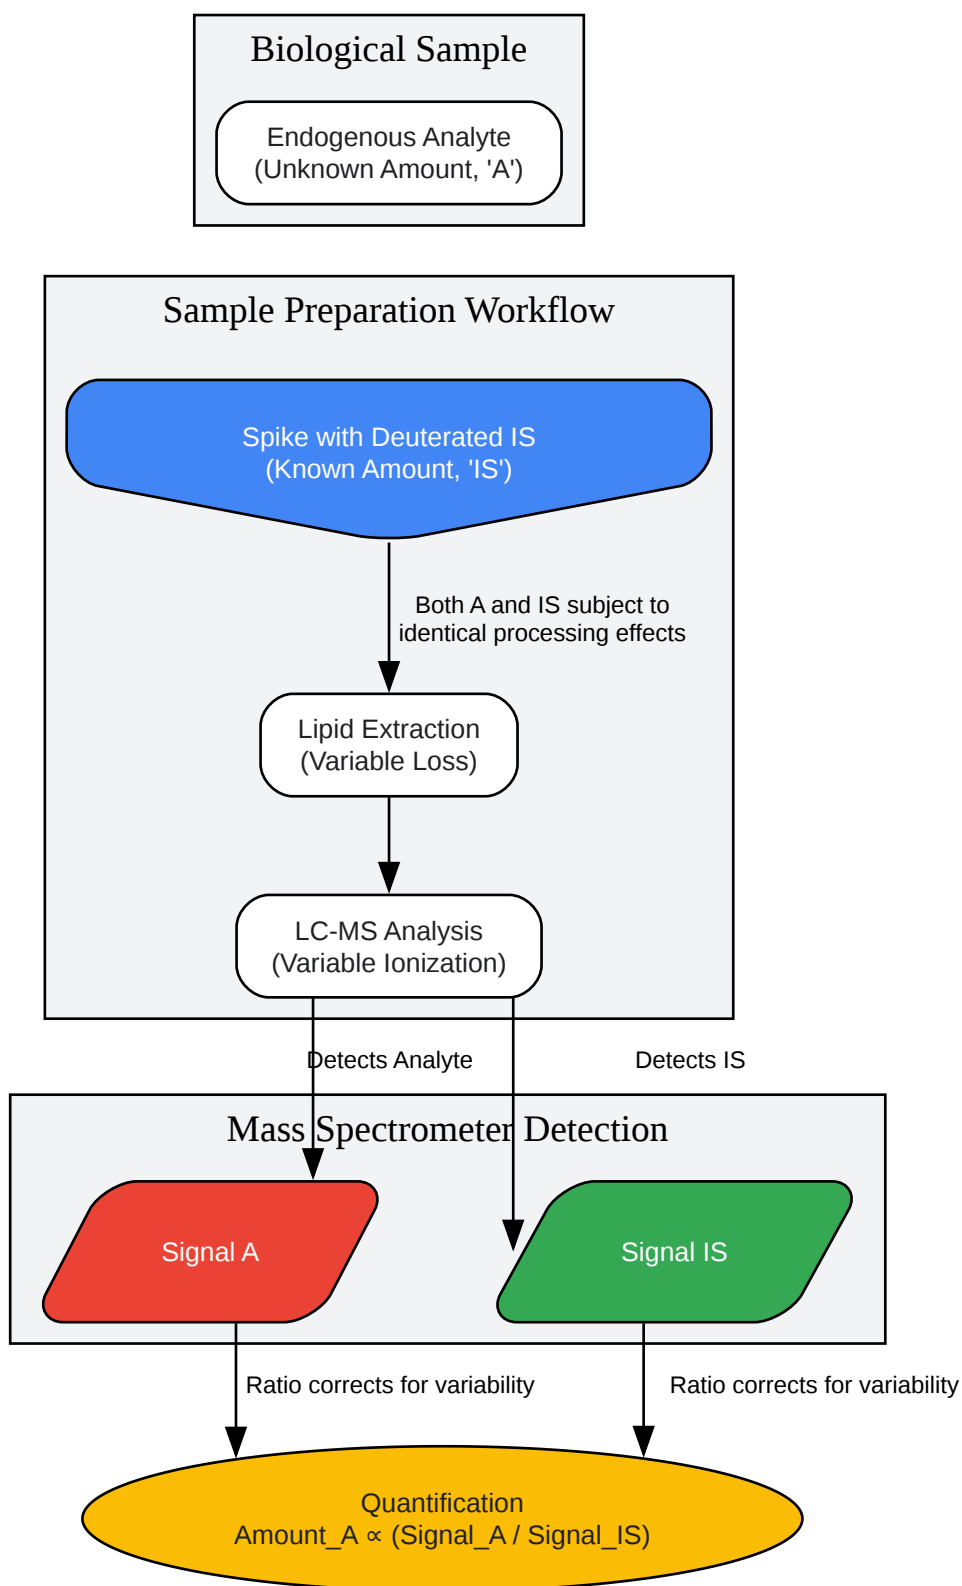 Biological Sample
Endogenous Analyte
(Unknown Amount, 'A')
Sample Preparation Workflow
Spike with Deuterated IS
(Known Amount, 'IS')
Both A and IS subject to
identical processing effects
Lipid Extraction
(Variable Loss)
LC-MS Analysis
(Variable Ionization)
Detects Analyte
Detects IS
Mass Spectrometer Detection
Signal A
Signal IS
Ratio corrects for variability
Ratio corrects for variability
Quantification
Amount_A ∝ (Signal_A / Signal_IS)